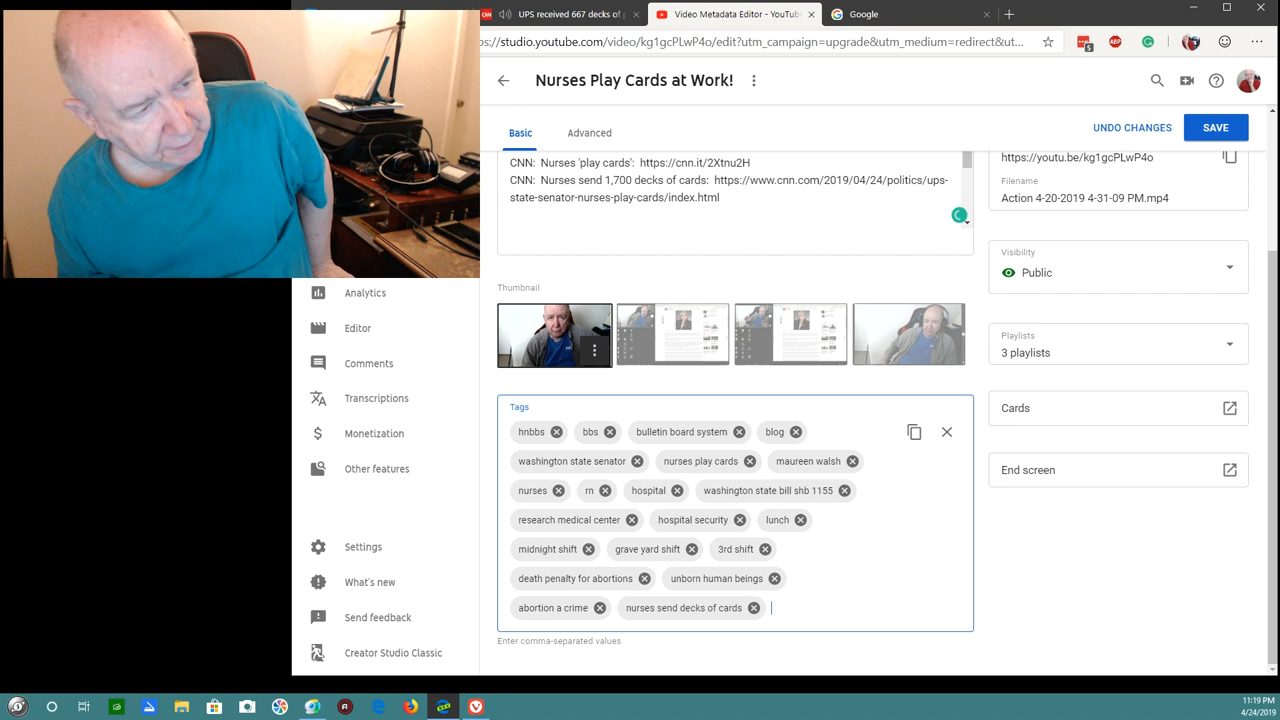 UPS received 667 decks of p
Video Metadata Editor - YouTube
Google
ps://studio.youtube.com/video/kg1gcPLwP4o/edit?utm_campaign=upgrade&utm_medium=redirect&ut...
Nurses Play Cards at Work!
Basic
Advanced
UNDO CHANGES
SAVE
CNN: Nurses 'play cards': https://cnn.it/2Xtnu2H
CNN: Nurses send 1,700 decks of cards: https://www.cnn.com/2019/04/24/politics/ups-
state-senator-nurses-play-cards/index.html
https://youtu.be/kg1gcPLwP4o
Filename
Action 4-20-2019 4-31-09 PM.mp4
Visibility
Public
Playlists
3 playlists
Cards
End screen
Thumbnail
Tags
hnbbs bbs bulletin board system blog
washington state senator nurses play cards maureen walsh
nurses rn hospital washington state bill shb 1155
research medical center hospital security lunch
midnight shift grave yard shift 3rd shift
death penalty for abortions unborn human beings
abortion a crime nurses send decks of cards
Enter comma-separated values
Analytics
Editor
Comments
Transcriptions
Monetization
Other features
Settings
What's new
Send feedback
Creator Studio Classic
11:19 PM
4/24/2019